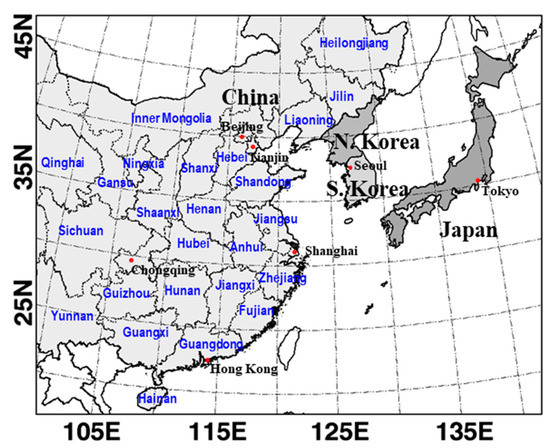 45N
Heilongjiang
Jilin
China
Inner Mongolia
Liaoning
Beijing
N. Korea
Tianjin
Hebei
Qinghai
Ningxia
Shanxi
Seoul
35N
Gansu
Shandong
S. Korea
Tokyo
Shaanxi
Henan
Jiangsu
Sichuan
Japan
Hubei
Anhui
Shanghai
Chongqing
Zhejiang
Guizhou
Hunan
Jiangxi
25N
Yunnan
Fujian
Guangxi
Guangdong
Hong Kong
Hainan
105E 115E 125E 135E